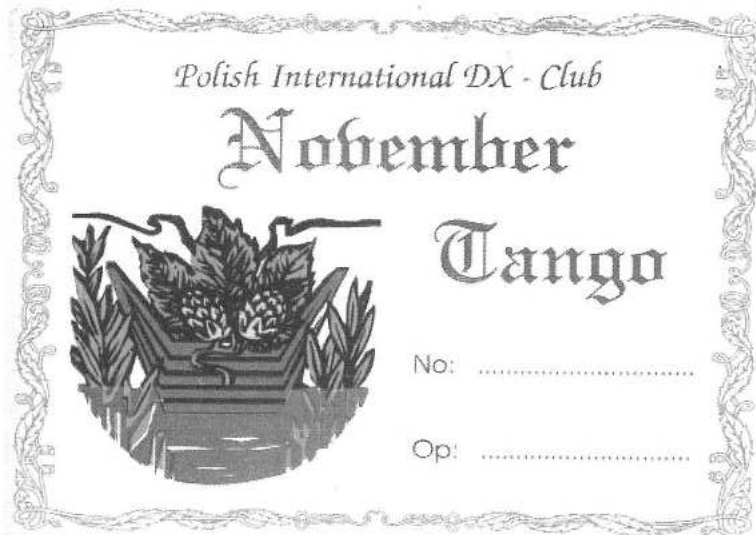 Polish International DX - Club
November
Tango
No: ................................
Op: ................................